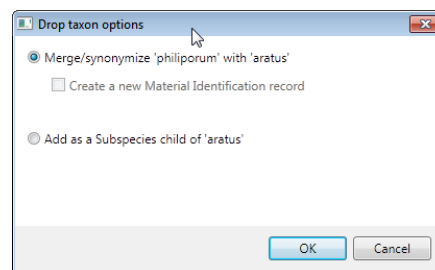 Drop taxon options
Merge/synonymize 'philiporum' with 'aratus'
Create a new Material Identification record
Add as a Subspecies child of 'aratus'
OK Cancel